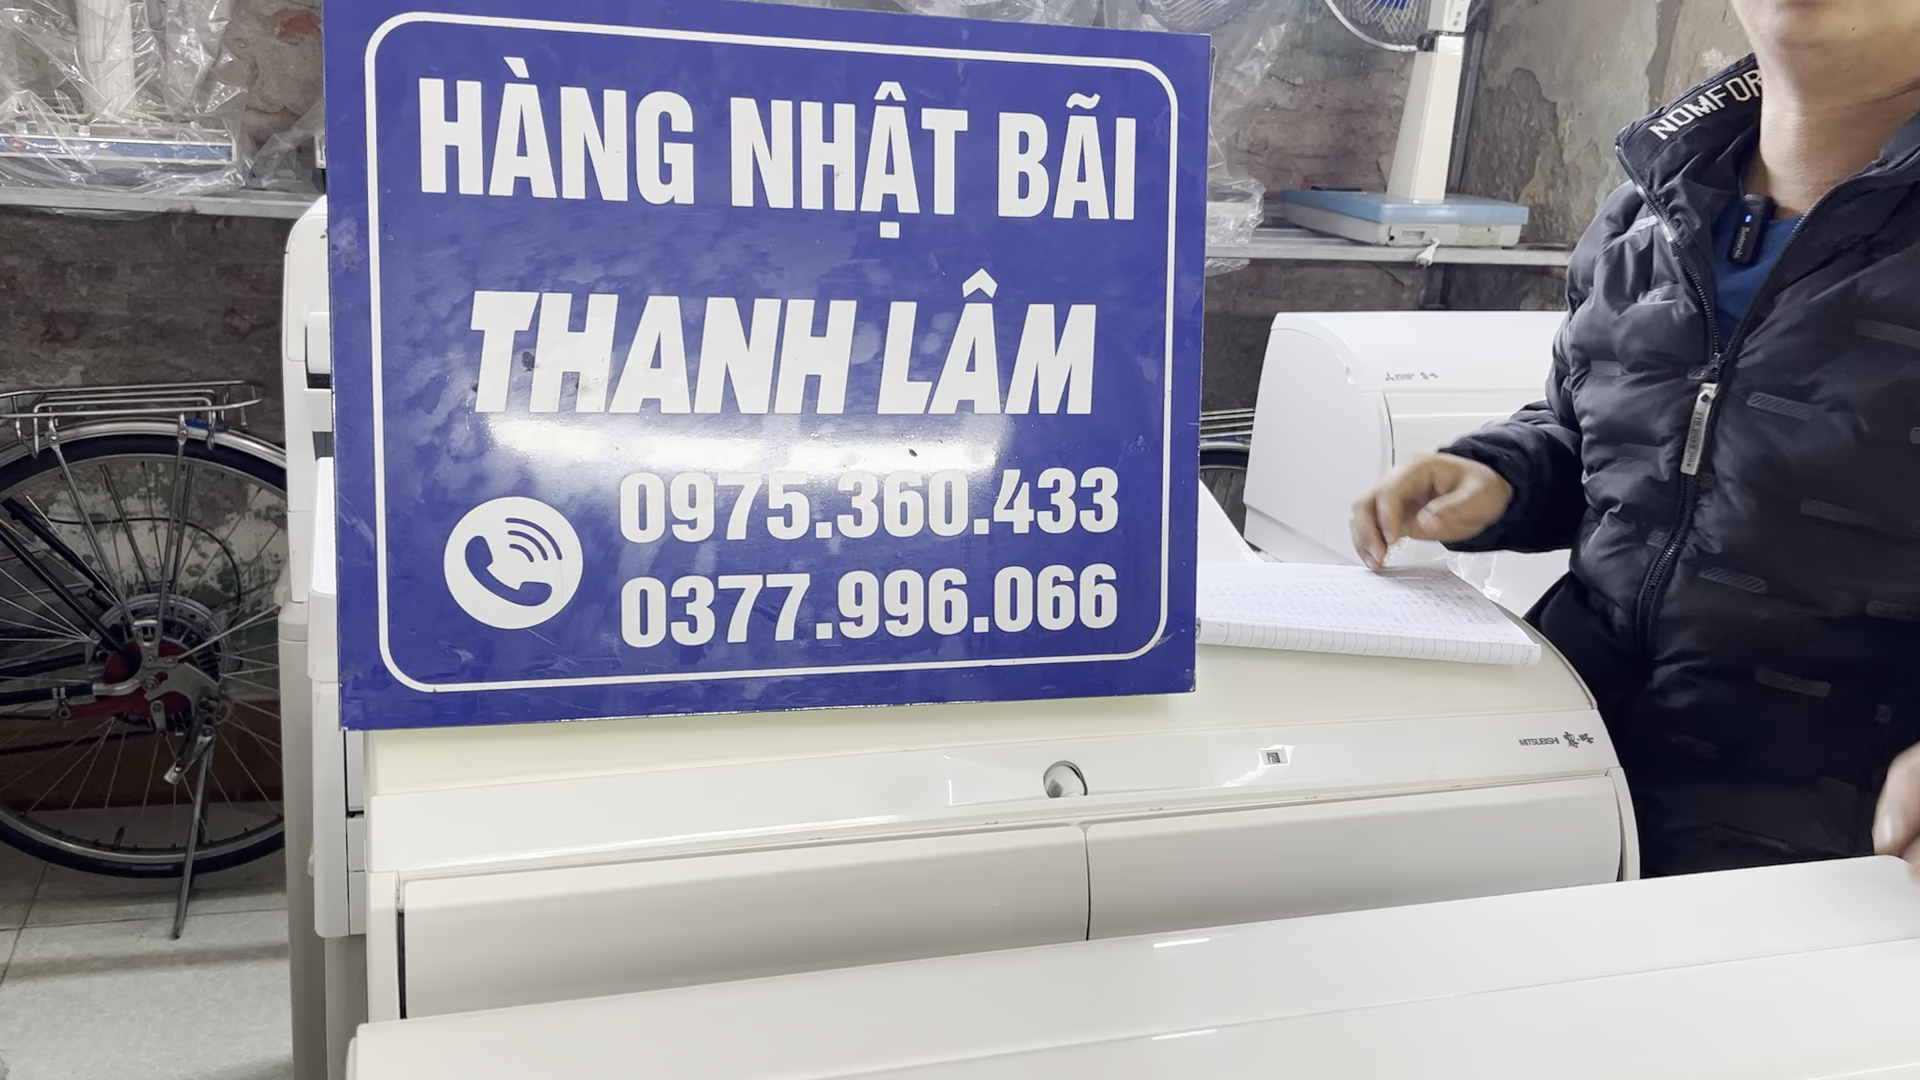 HÀNG NHẬT BÃI
THANH LÂM
0975.360.433
0377.996.066
NOMFOR
MITSUBISHI